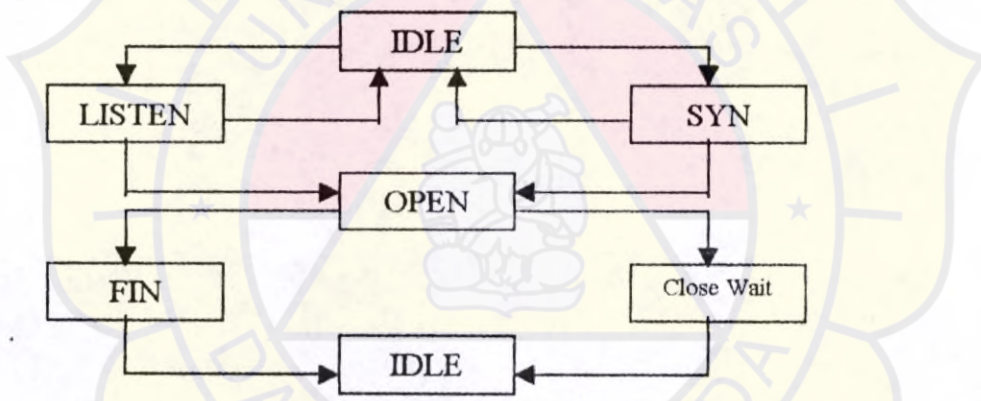 IDLE
LISTEN
SYN
OPEN
FIN
Close Wait
IDLE